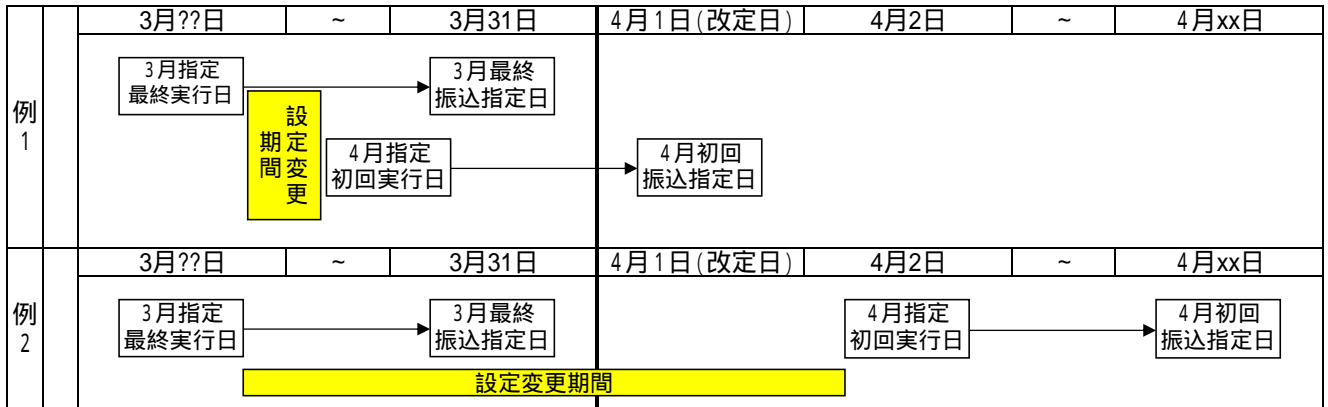 3月??日 ~ 3月31日 4月1日(改定日) 4月2日 ~ 4月xx日
例
1
3月指定
最終実行日
3月最終
振込指定日
設定変更
期間
4月指定
初回実行日
4月初回
振込指定日
3月??日 ~ 3月31日 4月1日(改定日) 4月2日 ~ 4月xx日
例
2
3月指定
最終実行日
3月最終
振込指定日
4月指定
初回実行日
4月初回
振込指定日
設定変更期間